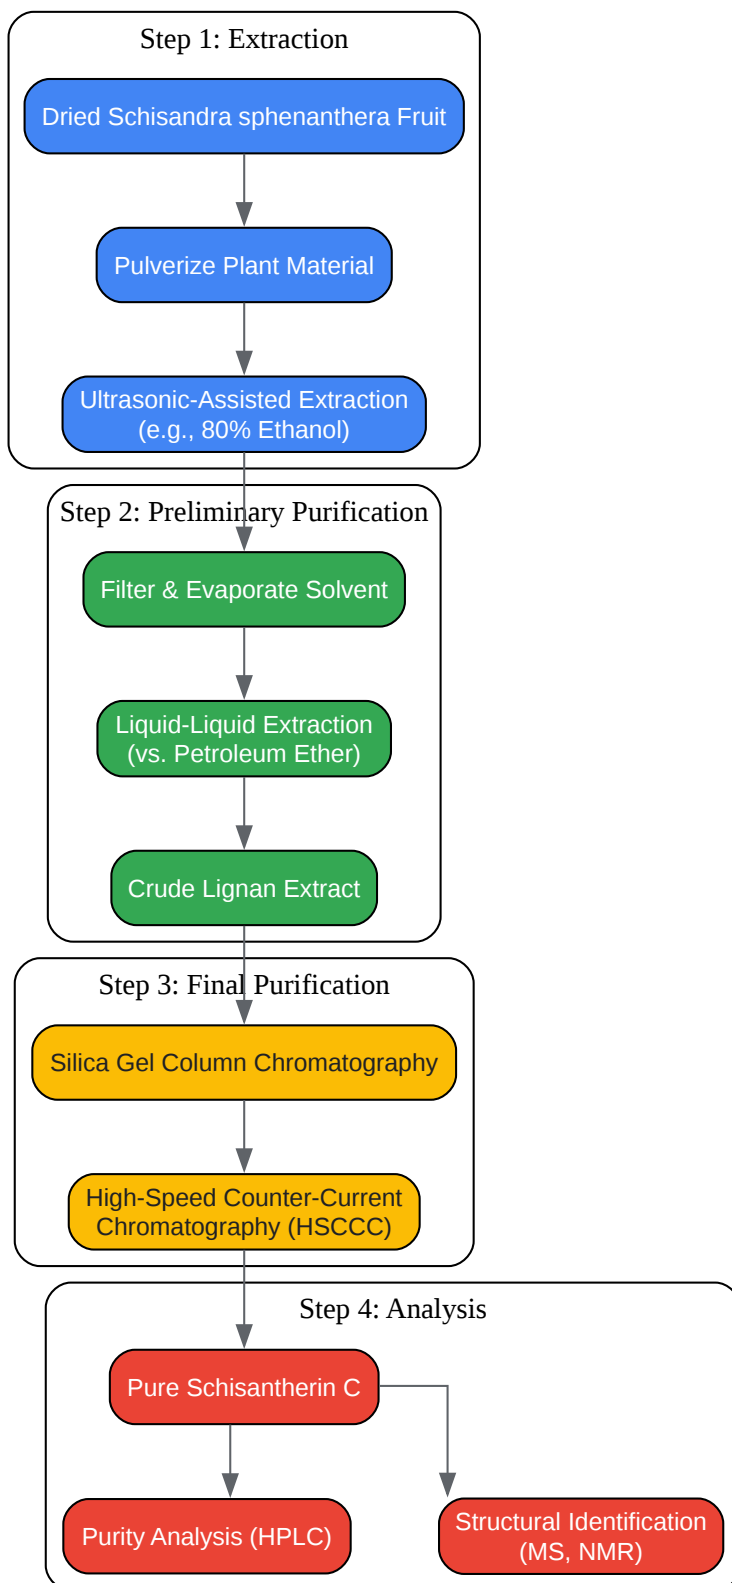 Step 1: Extraction
Dried Schisandra sphenanthera Fruit
Pulverize Plant Material
Ultrasonic-Assisted Extraction
(e.g., 80% Ethanol)
Step 2: Preliminary Purification
Filter & Evaporate Solvent
Liquid-Liquid Extraction
(vs. Petroleum Ether)
Crude Lignan Extract
Step 3: Final Purification
Silica Gel Column Chromatography
High-Speed Counter-Current
Chromatography (HSCCC)
Step 4: Analysis
Pure Schisantherin C
Purity Analysis (HPLC)
Structural Identification
(MS, NMR)